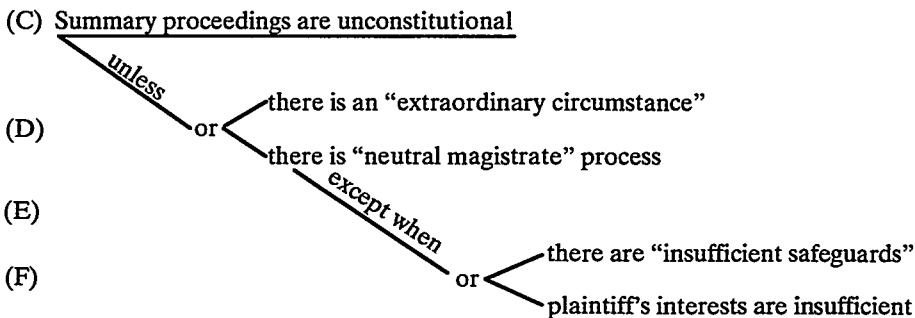 (C) Summary proceedings are unconstitutional
unless
there is an “extraordinary circumstance”
(D)
or
there is “neutral magistrate” process
except when
(E)
there are “insufficient safeguards”
(F)
or
plaintiff’s interests are insufficient